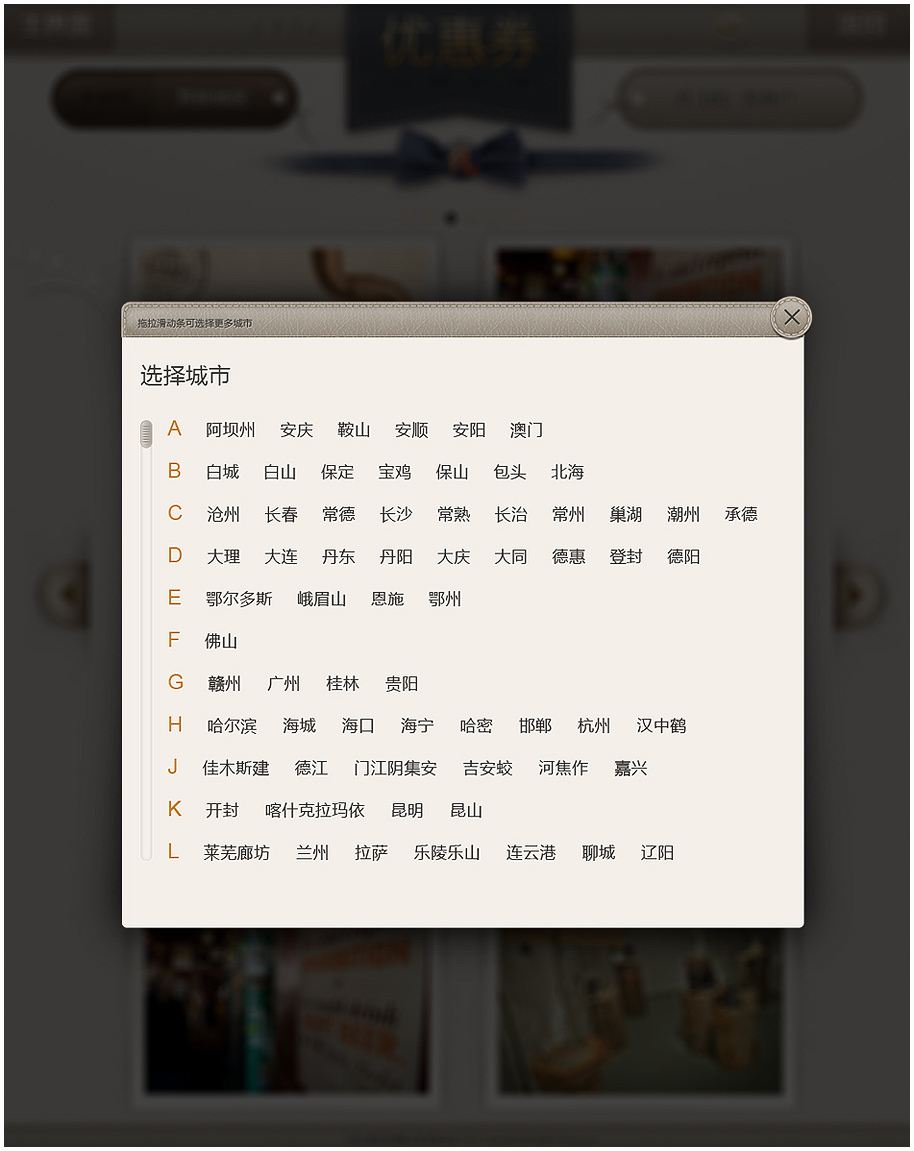 优惠券
拖拉滑动条可选择更多城市
选择城市
A 阿坝州 安庆 鞍山 安顺 安阳 澳门
B 白城 白山 保定 宝鸡 保山 包头 北海
C 沧州 长春 常德 长沙 常熟 长治 常州 巢湖 潮州 承德
D 大理 大连 丹东 丹阳 大庆 大同 德惠 登封 德阳
E 鄂尔多斯 峨眉山 恩施 鄂州
F 佛山
G 赣州 广州 桂林 贵阳
H 哈尔滨 海城 海口 海宁 哈密 邯郸 杭州 汉中鹤
J 佳木斯建 德江 门江阴集安 吉安蛟 河焦作 嘉兴
K 开封 喀什克拉玛依 昆明 昆山
L 莱芜廊坊 兰州 拉萨 乐陵乐山 连云港 聊城 辽阳